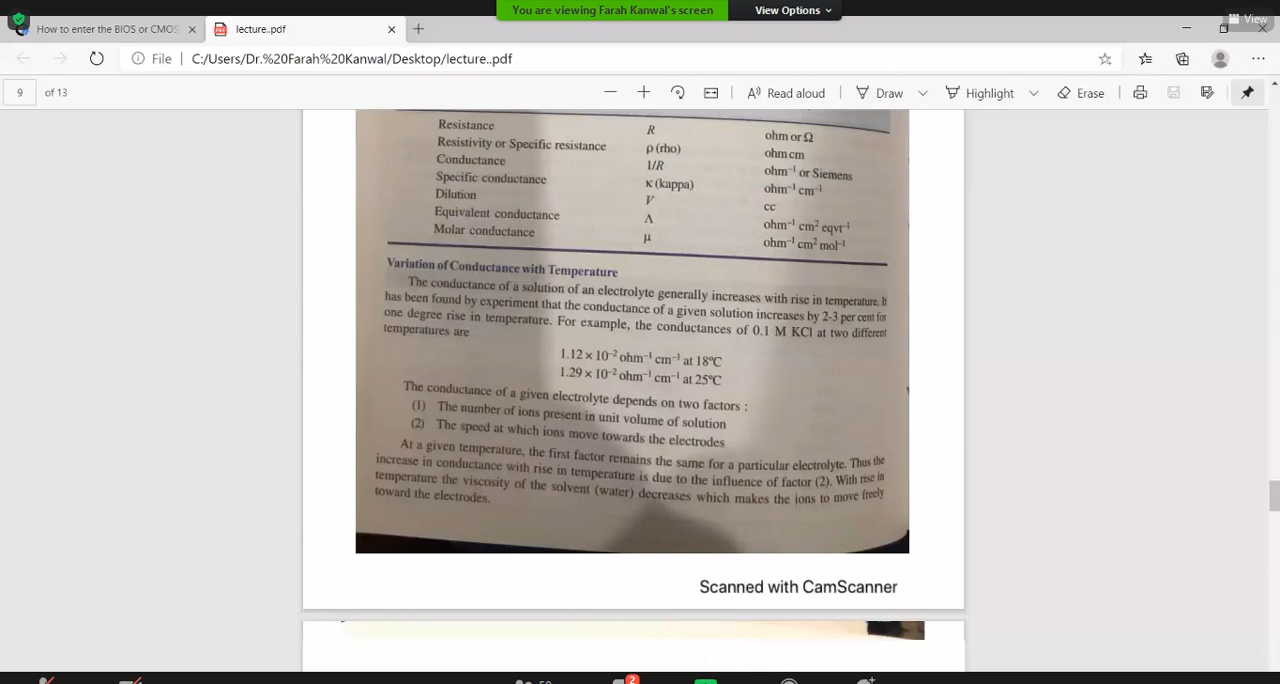 You are viewing Farah Kanwal's screen View Options
View
How to enter the BIOS or CMOS
lecture..pdf
File C:/Users/Dr.%20Farah%20Kanwal/Desktop/lecture..pdf
9 of 13 Read aloud Draw Highlight Erase
Resistance R ohm or Ω
Resistivity or Specific resistance ρ (rho) ohm cm
Conductance 1/R ohm⁻¹ or Siemens
Specific conductance κ (kappa) ohm⁻¹ cm⁻¹
Dilution V cc
Equivalent conductance Λ ohm⁻¹ cm² eqvt⁻¹
Molar conductance μ ohm⁻¹ cm² mol⁻¹
Variation of Conductance with Temperature
The conductance of a solution of an electrolyte generally increases with rise in temperature. It
has been found by experiment that the conductance of a given solution increases by 2-3 per cent for
one degree rise in temperature. For example, the conductances of 0.1 M KCl at two different
temperatures are
1.12 × 10⁻² ohm⁻¹ cm⁻¹ at 18ºC
1.29 × 10⁻² ohm⁻¹ cm⁻¹ at 25ºC
The conductance of a given electrolyte depends on two factors :
(1) The number of ions present in unit volume of solution
(2) The speed at which ions move towards the electrodes
At a given temperature, the first factor remains the same for a particular electrolyte. Thus the
increase in conductance with rise in temperature is due to the influence of factor (2). With rise in
temperature the viscosity of the solvent (water) decreases which makes the ions to move freely
toward the electrodes.
Scanned with CamScanner
2